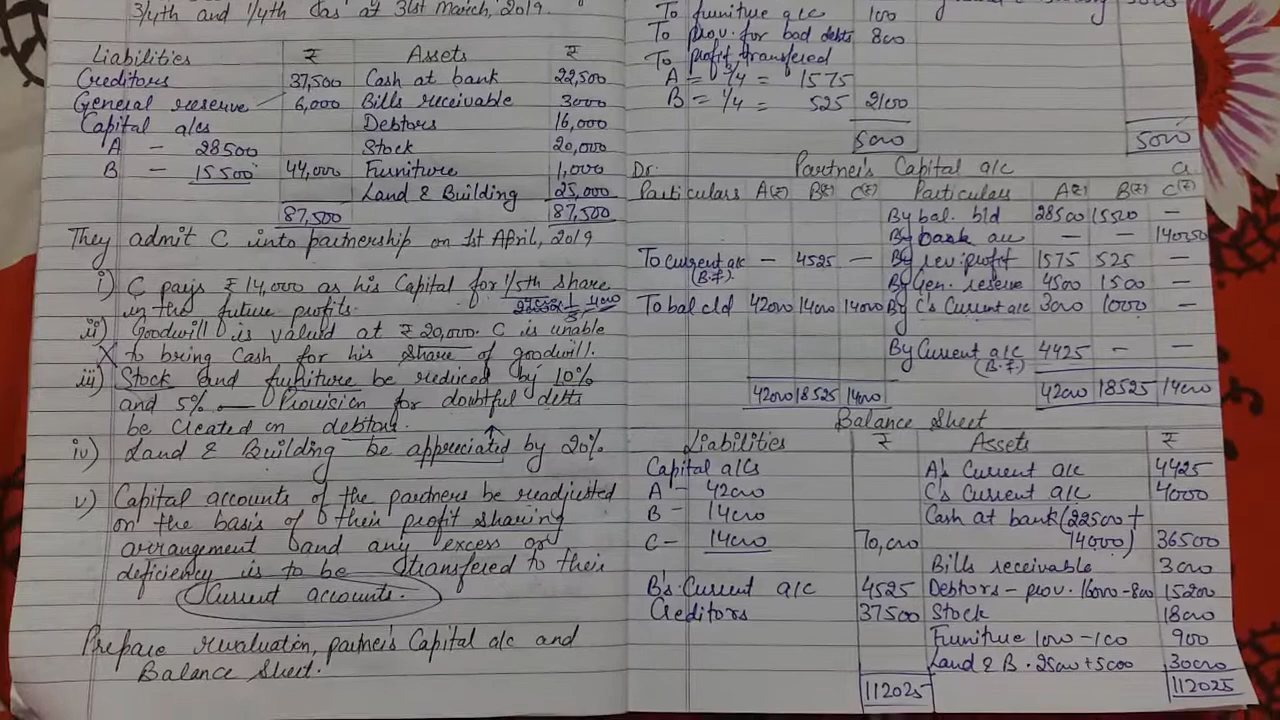 3/4th and 1/4th as at 31st March, 2019.
Liabilities ₹ Assets ₹
Creditors 37,500 Cash at bank 22,500
General reserve 6,000 Bills receivable 3000
Capital a/cs Debtors 16,000
A - 28500 Stock 20,000
B - 15500 44,000 Furniture 1,000
Land & Building 25,000
87,500 87,500
They admit C into partnership on 1st April, 2019
i) C pays ₹14,000 as his Capital for 1/5th share
in the future profits.
ii) Goodwill is valued at ₹20,000. C is unable
to bring Cash for his share of goodwill.
iii) Stock and furniture be reduced by 10%
and 5% Provision for doubtful debts
be created on debtors.
iv) Land & Building be appreciated by 20%.
v) Capital accounts of the partners be readjusted
on the basis of their profit sharing
arrangement and any excess or
deficiency is to be transfered to their
Current accounts.
Prepare revaluation, partner's Capital a/c and
Balance Sheet.
To furniture a/c 100
To prov. for bad debts 800
To profit transfered
A = 3/4 = 1575
B = 1/4 = 525 2100
5000 5000
Dr. Partner's Capital a/c Cr
Particulars A(₹) B(₹) C(₹) Particulars A(₹) B(₹) C(₹)
By bal. b/d 28500 15500 -
By bank a/c - - 14000
To current a/c - 4525 - By rev. profit 1575 525 -
(B.f). By Gen. reserve 4500 1500 -
To bal c/d 42000 14000 14000 By C's Current a/c 3000 1000 -
By Current a/c 4425 - -
(B.f.)
42000 18525 14000 42000 18525 14000
Balance Sheet
Liabilities ₹ Assets ₹
Capital a/cs A's Current a/c 4425
A - 42000 C's Current a/c 4000
B - 14000 Cash at bank (22500 +
C - 14000 70,000 14000) 36500
Bills receivable 3000
B's Current a/c 4525 Debtors - prov. 16000-800 15200
Creditors 37500 Stock 18000
Furniture 1000-100 900
Land & B. 25000+5000 30000
112025 112025